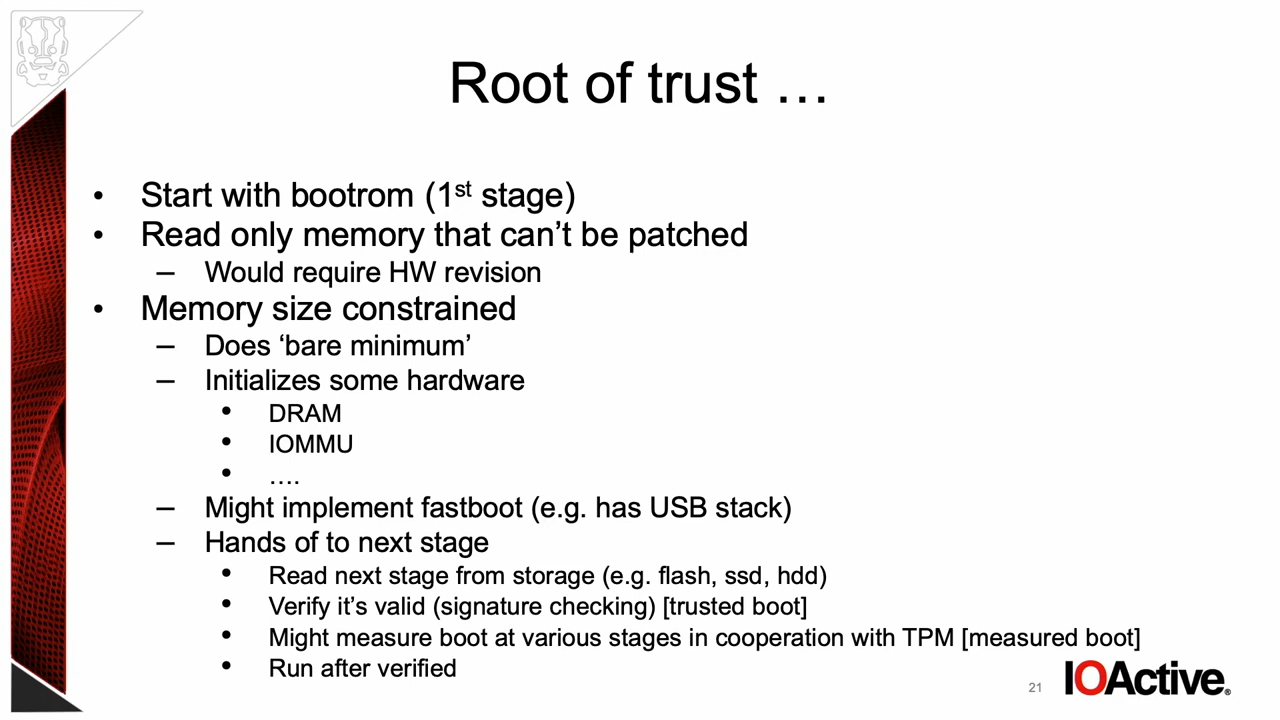 Root of trust …
• Start with bootrom (1st stage)
• Read only memory that can’t be patched
– Would require HW revision
• Memory size constrained
– Does ‘bare minimum’
– Initializes some hardware
• DRAM
• IOMMU
• ….
– Might implement fastboot (e.g. has USB stack)
– Hands of to next stage
• Read next stage from storage (e.g. flash, ssd, hdd)
• Verify it’s valid (signature checking) [trusted boot]
• Might measure boot at various stages in cooperation with TPM [measured boot]
• Run after verified
21
IOActive®